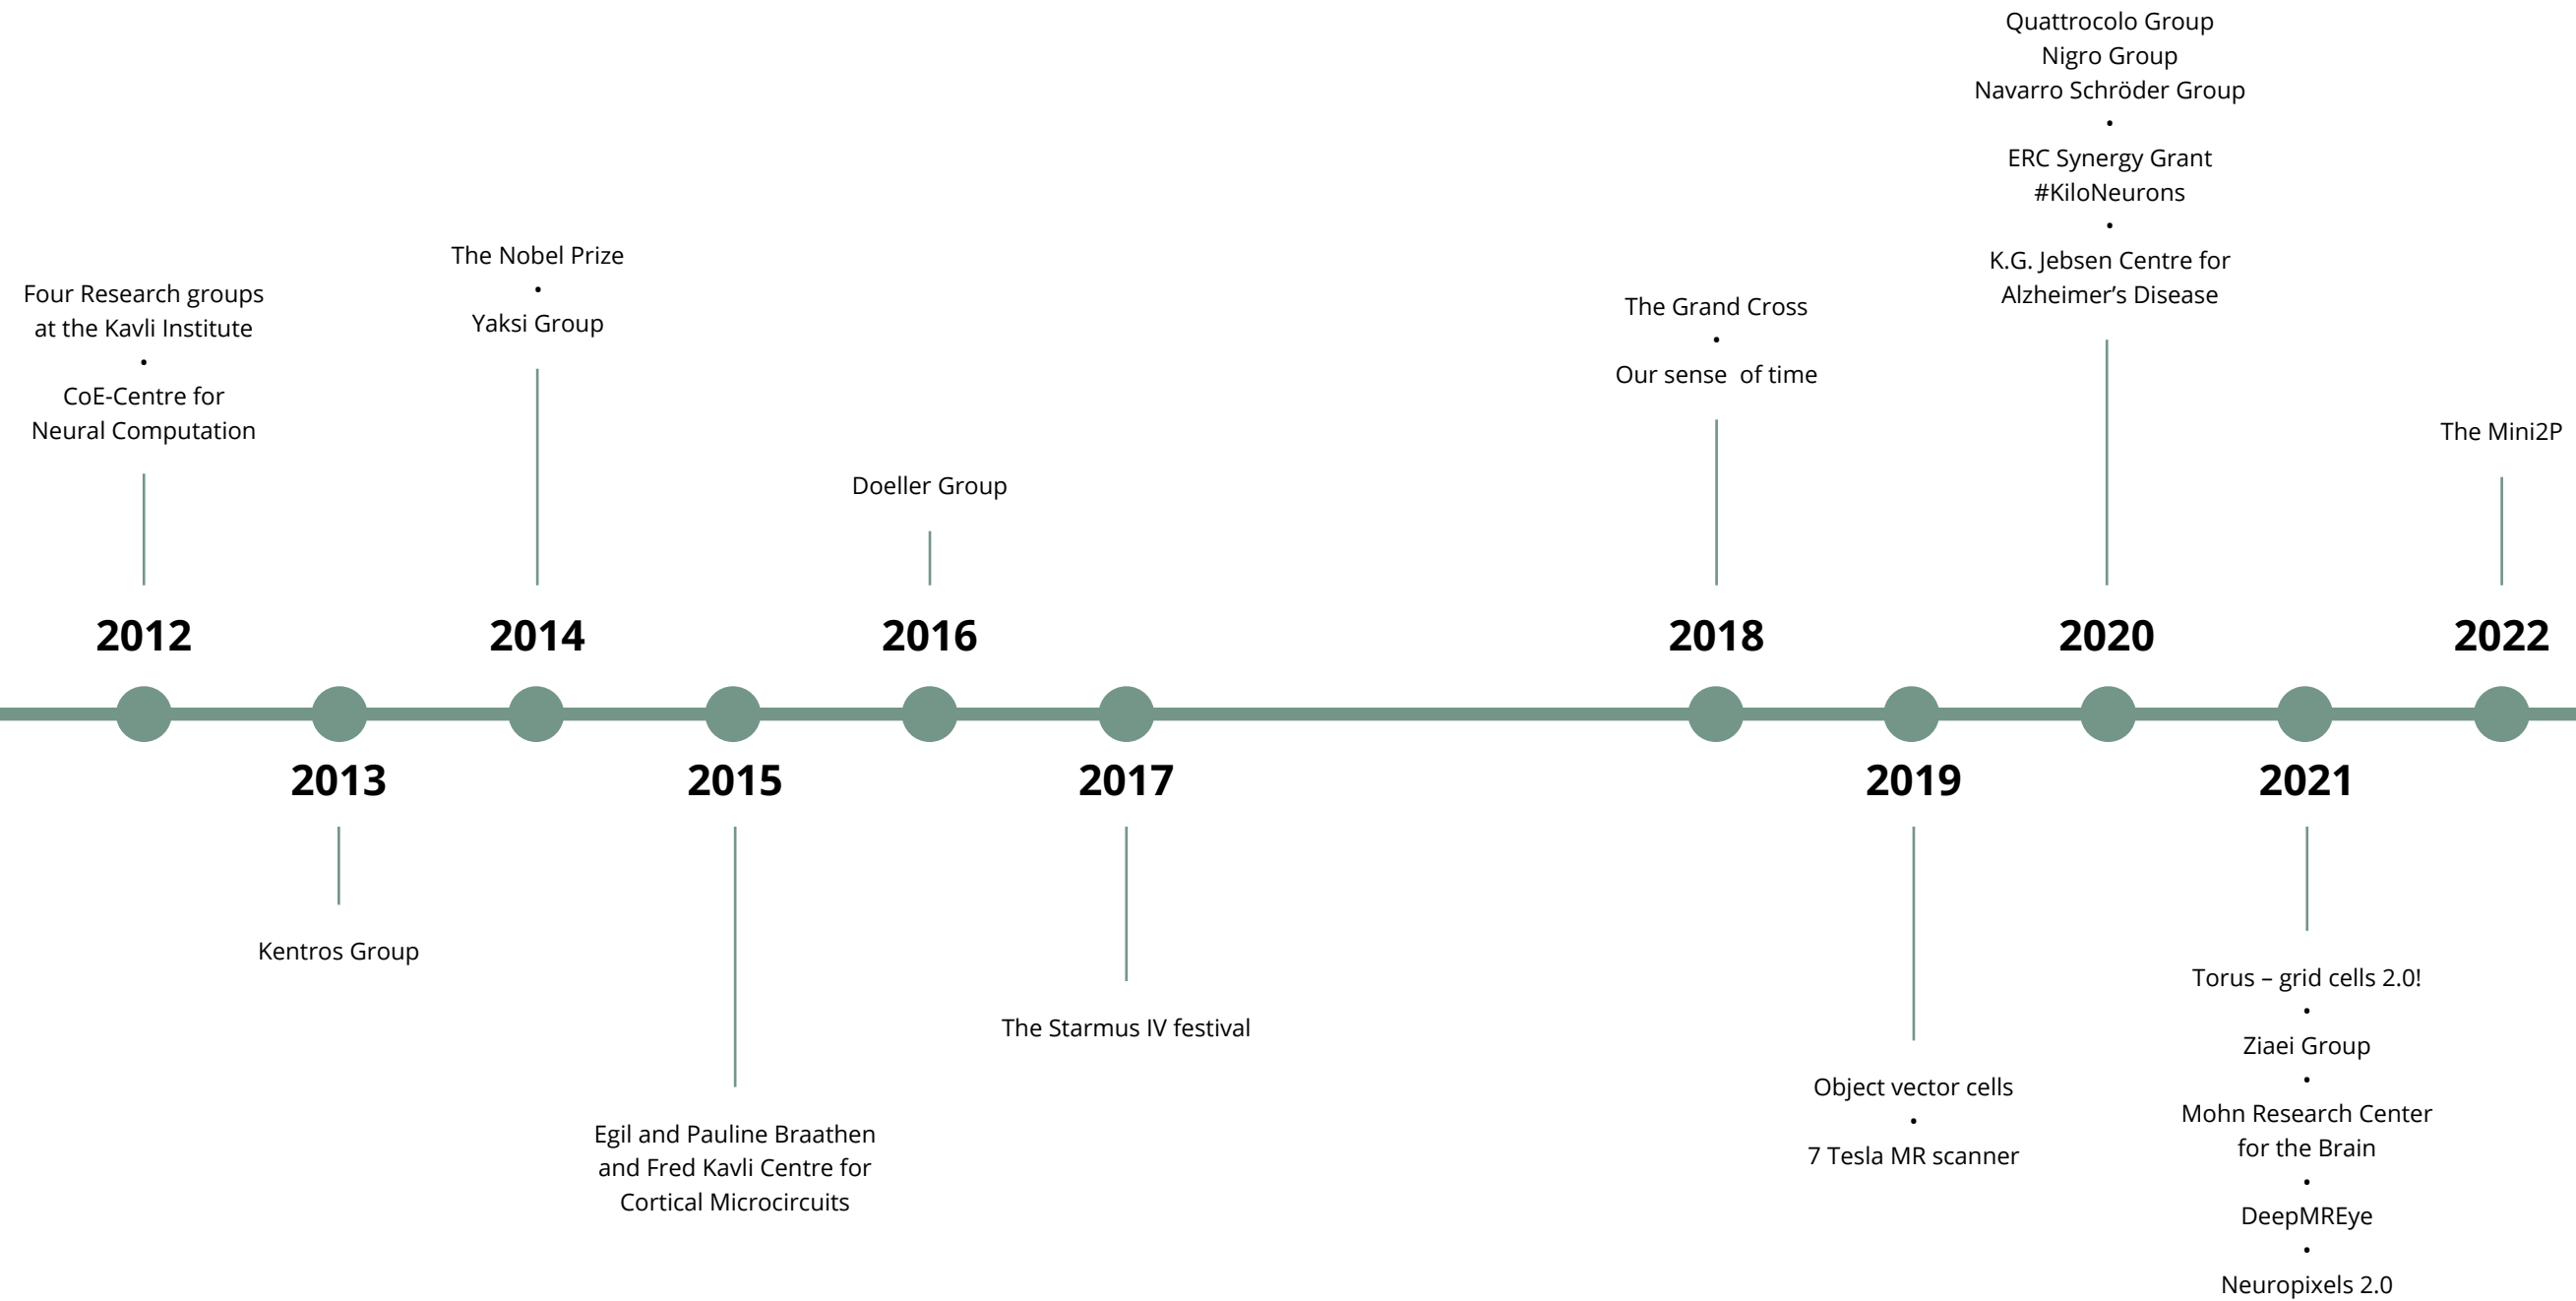 Four Research groups
at the Kavli Institute
•
CoE-Centre for
Neural Computation
2012
2013
Kentros Group
The Nobel Prize
•
Yaksi Group
2014
2015
Egil and Pauline Braathen
and Fred Kavli Centre for
Cortical Microcircuits
Doeller Group
2016
2017
The Starmus IV festival
The Grand Cross
•
Our sense  of time
2018
2019
Object vector cells
•
7 Tesla MR scanner
Quattrocolo Group
Nigro Group
Navarro Schröder Group
•
ERC Synergy Grant
#KiloNeurons
•
K.G. Jebsen Centre for
Alzheimer’s Disease
2020
2021
Torus – grid cells 2.0!
•
Ziaei Group
•
Mohn Research Center
for the Brain
•
DeepMREye
•
Neuropixels 2.0
The Mini2P
2022